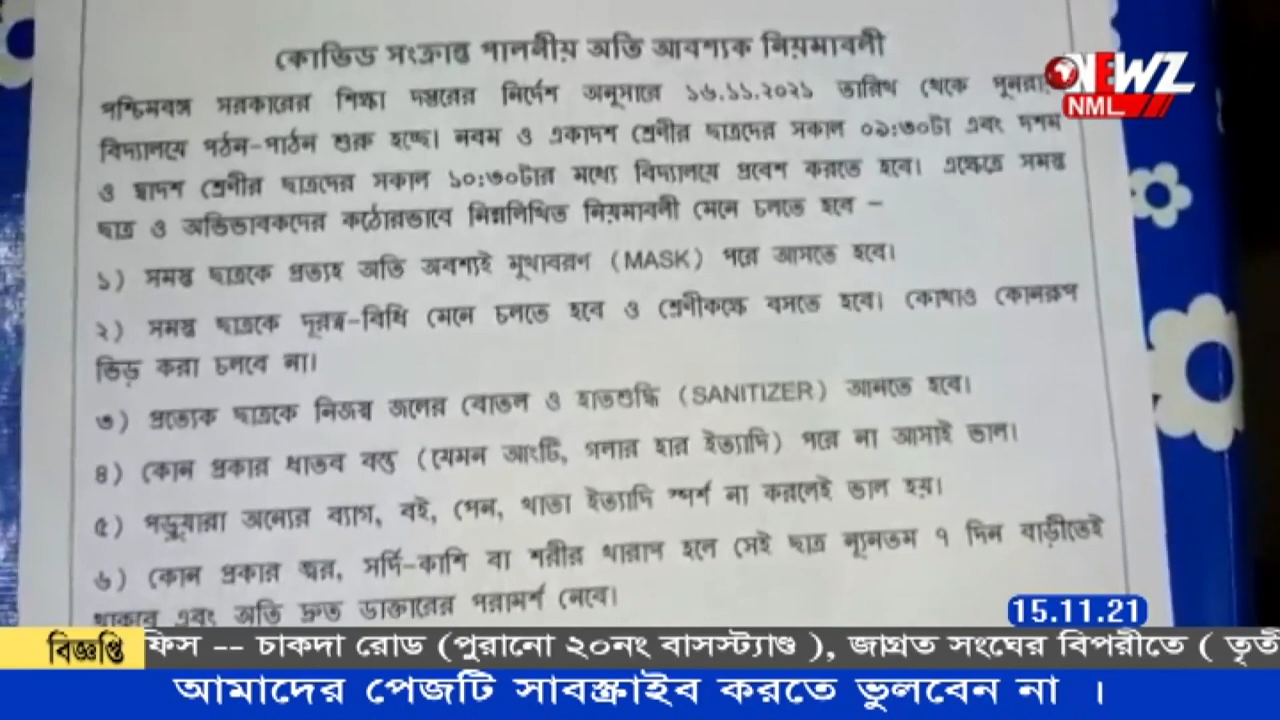 কোভিড সংক্রান্ত পালনীয় অতি আবশ্যক নিয়মাবলী
পশ্চিমবঙ্গ সরকারের শিক্ষা দপ্তরের নির্দেশ অনুসারে ১৬.১১.২০২১ তারিখ থেকে পুনরা
বিদ্যালয়ে পঠন-পাঠন শুরু হচ্ছে। নবম ও একাদশ শ্রেণীর ছাত্রদের সকাল ০৯:৩০টা এবং দশম
ও দ্বাদশ শ্রেণীর ছাত্রদের সকাল ১০:৩০টার মধ্যে বিদ্যালয়ে প্রবেশ করতে হবে। এক্ষেত্রে সমস্ত
ছাত্র ও অভিভাবকদের কঠোরভাবে নিম্নলিখিত নিয়মাবলী মেনে চলতে হবে –
১) সমস্ত ছাত্রকে প্রত্যহ অতি অবশ্যই মুখাবরণ (MASK) পরে আসতে হবে।
২) সমস্ত ছাত্রকে দূরত্ব-বিধি মেনে চলতে হবে ও শ্রেণীকক্ষে বসতে হবে। কোথাও কোনরূপ
ভিড় করা চলবে না।
৩) প্রত্যেক ছাত্রকে নিজস্ব জলের বোতল ও হাতশুদ্ধি (SANITIZER) আনতে হবে।
৪) কোন প্রকার ধাতব বস্তু (যেমন আংটি, গলার হার ইত্যাদি) পরে না আসাই ভাল।
৫) পড়ুয়ারা অন্যের ব্যাগ, বই, পেন, খাতা ইত্যাদি স্পর্শ না করলেই ভাল হয়।
৬) কোন প্রকার জ্বর, সর্দি-কাশি বা শরীর খারাপ হলে সেই ছাত্র ন্যূনতম ৭ দিন বাড়ীতেই
থাকবে এবং অতি দ্রুত ডাক্তারের পরামর্শ নেবে।
NEWZ
NML
15.11.21
বিজ্ঞপ্তি ফিস -- চাকদা রোড (পুরানো ২০নং বাসস্ট্যাণ্ড ), জাগ্রত সংঘের বিপরীতে ( তৃতী
আমাদের পেজটি সাবস্ক্রাইব করতে ভুলবেন না ।